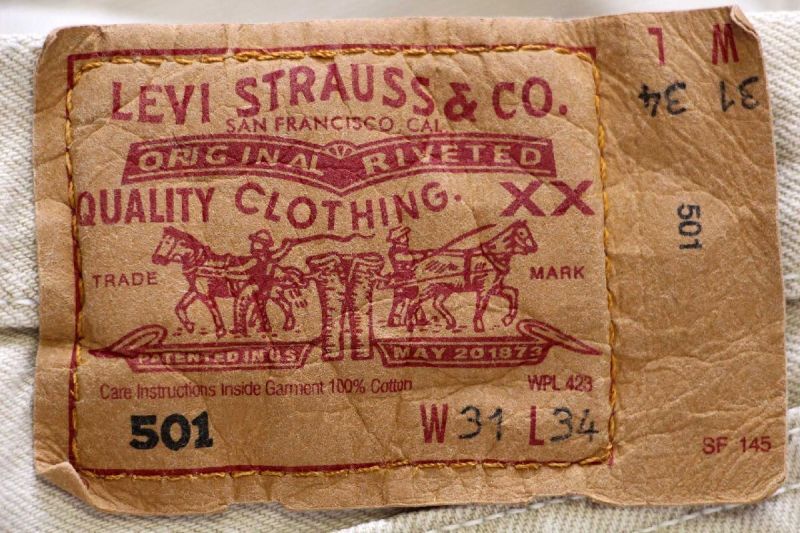 LEVI STRAUSS & CO.
SAN FRANCISCO CAL
ORIGINAL RIVETED
QUALITY CLOTHING. XX
TRADE MARK
PATENTED IN U.S MAY 20 1873
Care Instructions Inside Garment 100% Cotton WPL 423
501 W 31 L 34
W 31
L 34
501
SF 145